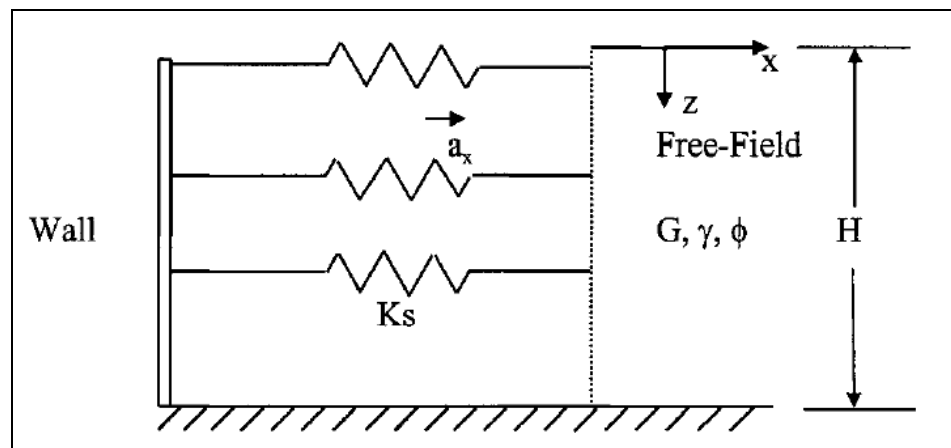 x
z
a_x
Free-Field
Wall
G, γ, ϕ
H
Ks